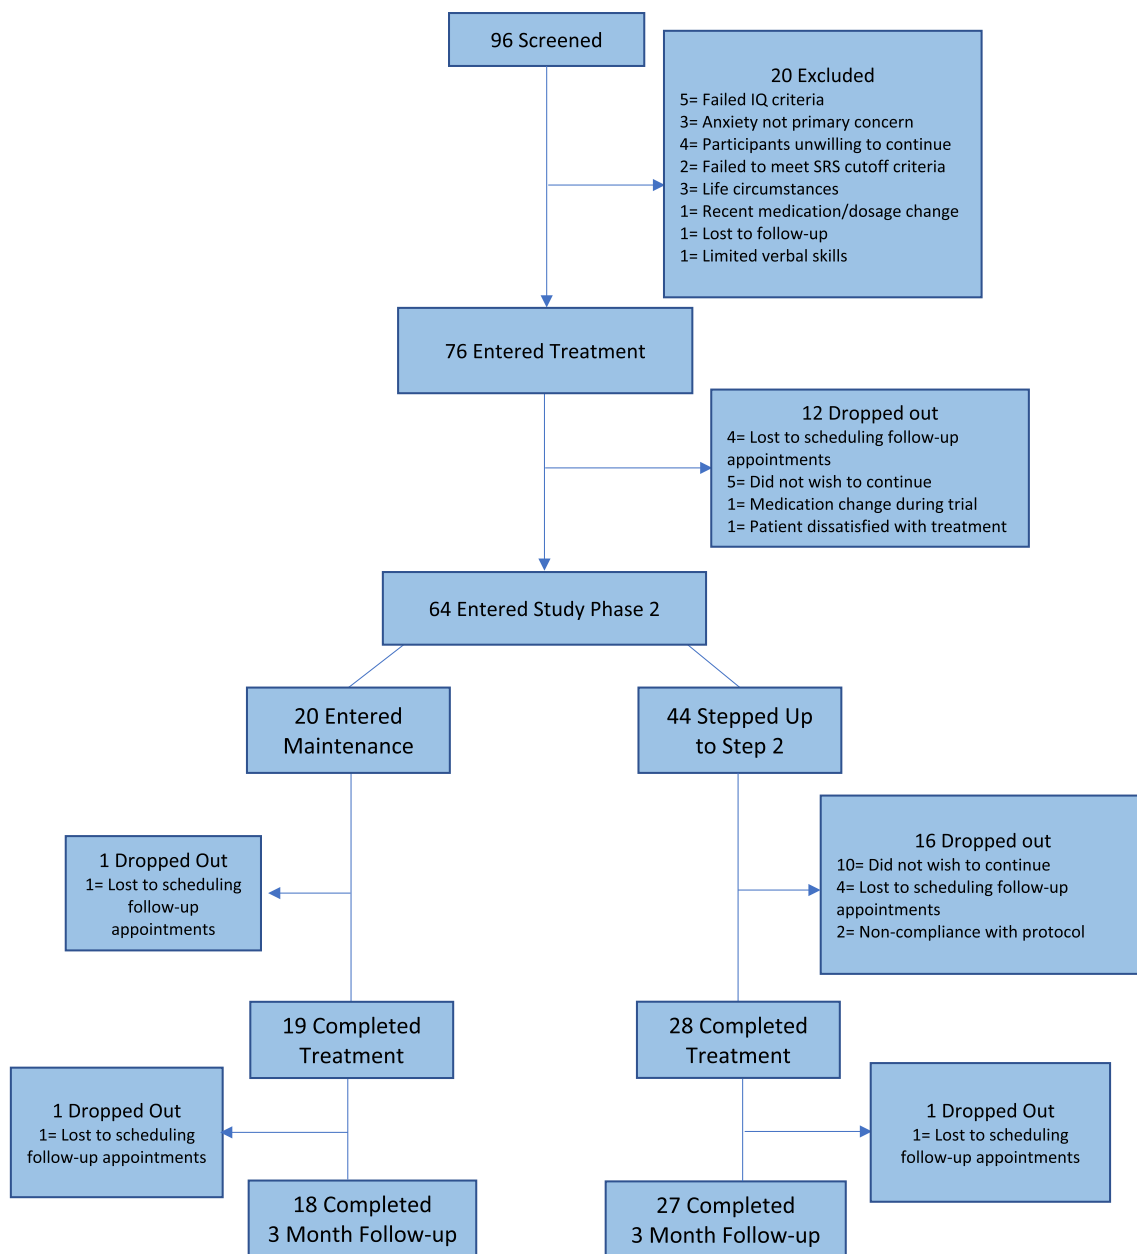 96 Screened
20 Excluded
5= Failed IQ criteria
3= Anxiety not primary concern
4= Participants unwilling to continue
2= Failed to meet SRS cutoff criteria
3= Life circumstances
1= Recent medication/dosage change
1= Lost to follow-up
1= Limited verbal skills
76 Entered Treatment
12 Dropped out
4= Lost to scheduling follow-up
appointments
5= Did not wish to continue
1= Medication change during trial
1= Patient dissatisfied with treatment
64 Entered Study Phase 2
20 Entered
Maintenance
44 Stepped Up
to Step 2
1 Dropped Out
1= Lost to scheduling
follow-up
appointments
16 Dropped out
10= Did not wish to continue
4= Lost to scheduling follow-up
appointments
2= Non-compliance with protocol
19 Completed
Treatment
28 Completed
Treatment
1 Dropped Out
1= Lost to scheduling
follow-up appointments
1 Dropped Out
1= Lost to scheduling
follow-up appointments
18 Completed
3 Month Follow-up
27 Completed
3 Month Follow-up